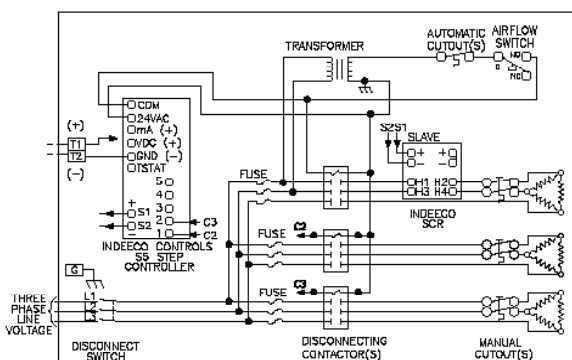 TRANSFORMER
AUTOMATIC
CUTOUT(S)
AIRFLOW
SWITCH
NO
C
NC
COM
24VAC
mA (+)
VDC (+)
GND (-)
TSTAT
(+)
T1
T2
(-)
5
4
3
2
1
+
S1
S2
-
C3
C2
INDEECO CONTROLS
S5 STEP
CONTROLLER
S2S1
SLAVE
+ +
- -
H1 H2
H3 H4
INDEECO
SCR
FUSE
FUSE
C2
FUSE
C3
G
THREE
PHASE
LINE
VOLTAGE
L1
L2
L3
DISCONNECT
SWITCH
DISCONNECTING
CONTACTOR(S)
MANUAL
CUTOUT(S)